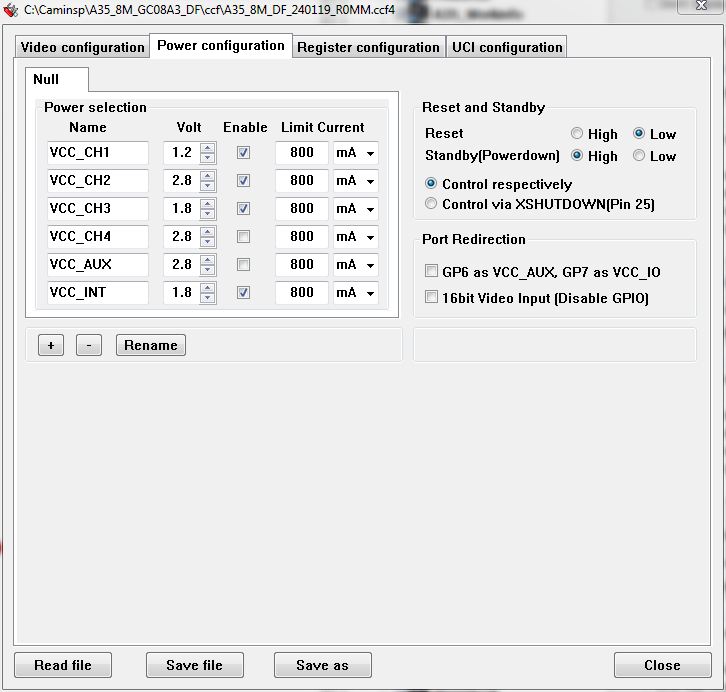 C:\Caminsp\A35_8M_GC08A3_DF\ccf\A35_8M_DF_240119_R0MM.ccf4
Video configuration Power configuration Register configuration UCI configuration
Null
Power selection
Name Volt Enable Limit Current
VCC_CH1 1.2 800 mA
VCC_CH2 2.8 800 mA
VCC_CH3 1.8 800 mA
VCC_CH4 2.8 800 mA
VCC_AUX 2.8 800 mA
VCC_INT 1.8 800 mA
+ - Rename
Reset and Standby
Reset High Low
Standby(Powerdown) High Low
Control respectively
Control via XSHUTDOWN(Pin 25)
Port Redirection
GP6 as VCC_AUX, GP7 as VCC_IO
16bit Video Input (Disable GPIO)
Read file Save file Save as Close